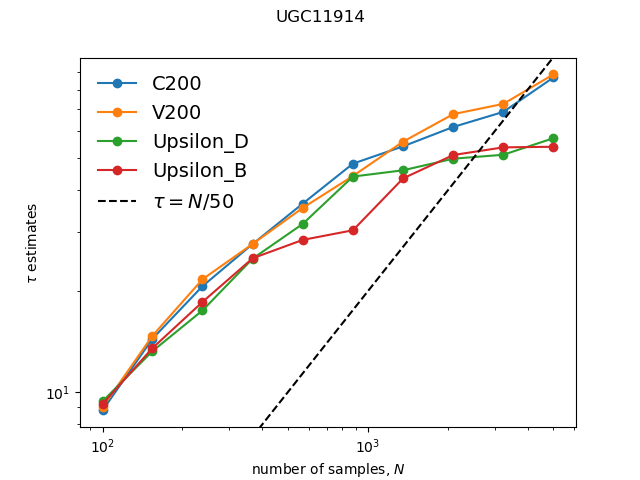 UGC11914
C200
V200
Upsilon_D
Upsilon_B
τ = N/50
τ estimates
10¹
10² 10³
number of samples, N